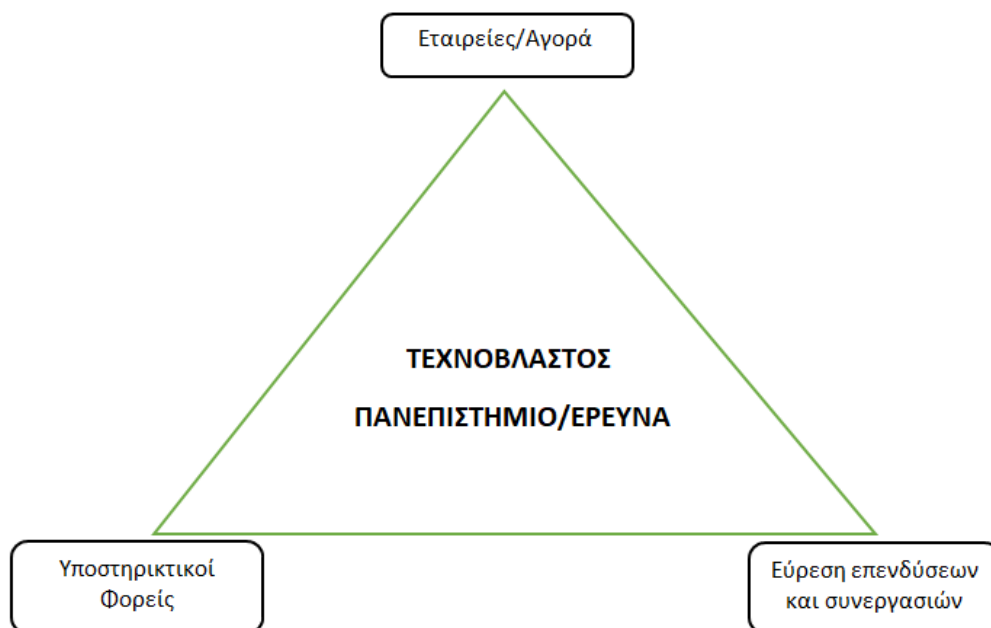 Εταιρείες/Αγορά
ΤΕΧΝΟΒΛΑΣΤΟΣ
ΠΑΝΕΠΙΣΤΗΜΙΟ/ΕΡΕΥΝΑ
Υποστηρικτικοί
Φορείς
Εύρεση επενδύσεων
και συνεργασιών